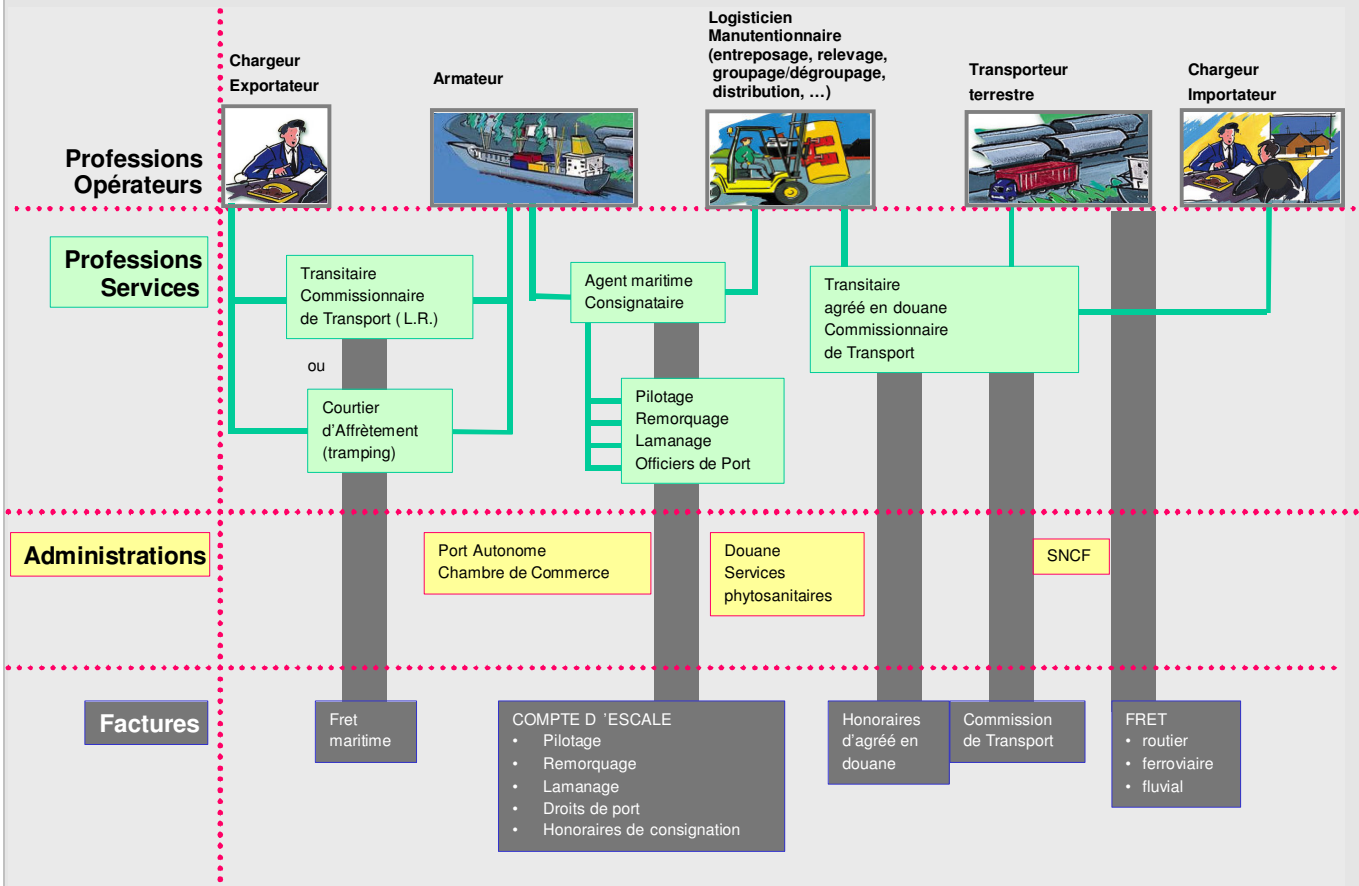 Chargeur
Exportateur
Armateur
Logisticien
Manutentionnaire
(entreposage, relevage,
groupage/dégroupage,
distribution, …)
Transporteur
terrestre
Chargeur
Importateur
Professions
Opérateurs
Professions
Services
Transitaire
Commissionnaire
de Transport ( L.R.)
ou
Courtier
d'Affrètement
(tramping)
Agent maritime
Consignataire
Pilotage
Remorquage
Lamanage
Officiers de Port
Transitaire
agréé en douane
Commissionnaire
de Transport
Administrations
Port Autonome
Chambre de Commerce
Douane
Services
phytosanitaires
SNCF
Factures
Fret
maritime
COMPTE D 'ESCALE
• Pilotage
• Remorquage
• Lamanage
• Droits de port
• Honoraires de consignation
Honoraires
d'agréé en
douane
Commission
de Transport
FRET
• routier
• ferroviaire
• fluvial